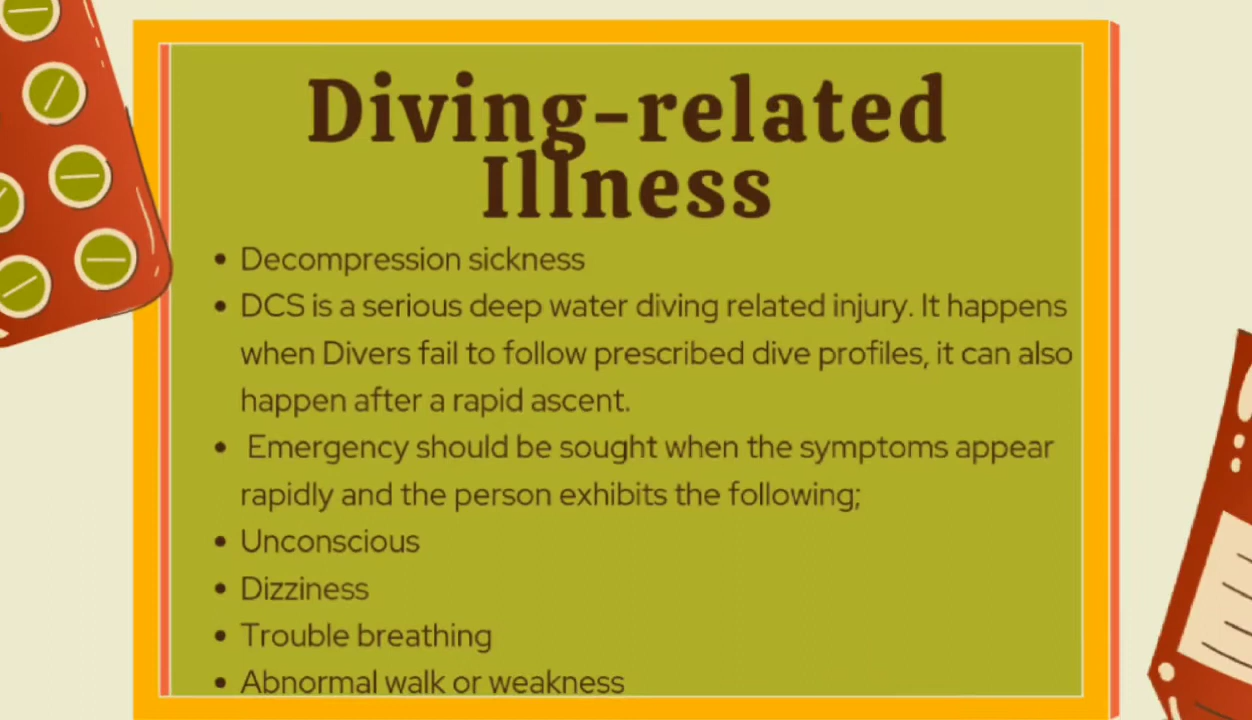 Diving-related
Illness
• Decompression sickness
• DCS is a serious deep water diving related injury. It happens
when Divers fail to follow prescribed dive profiles, it can also
happen after a rapid ascent.
• Emergency should be sought when the symptoms appear
rapidly and the person exhibits the following;
• Unconscious
• Dizziness
• Trouble breathing
• Abnormal walk or weakness